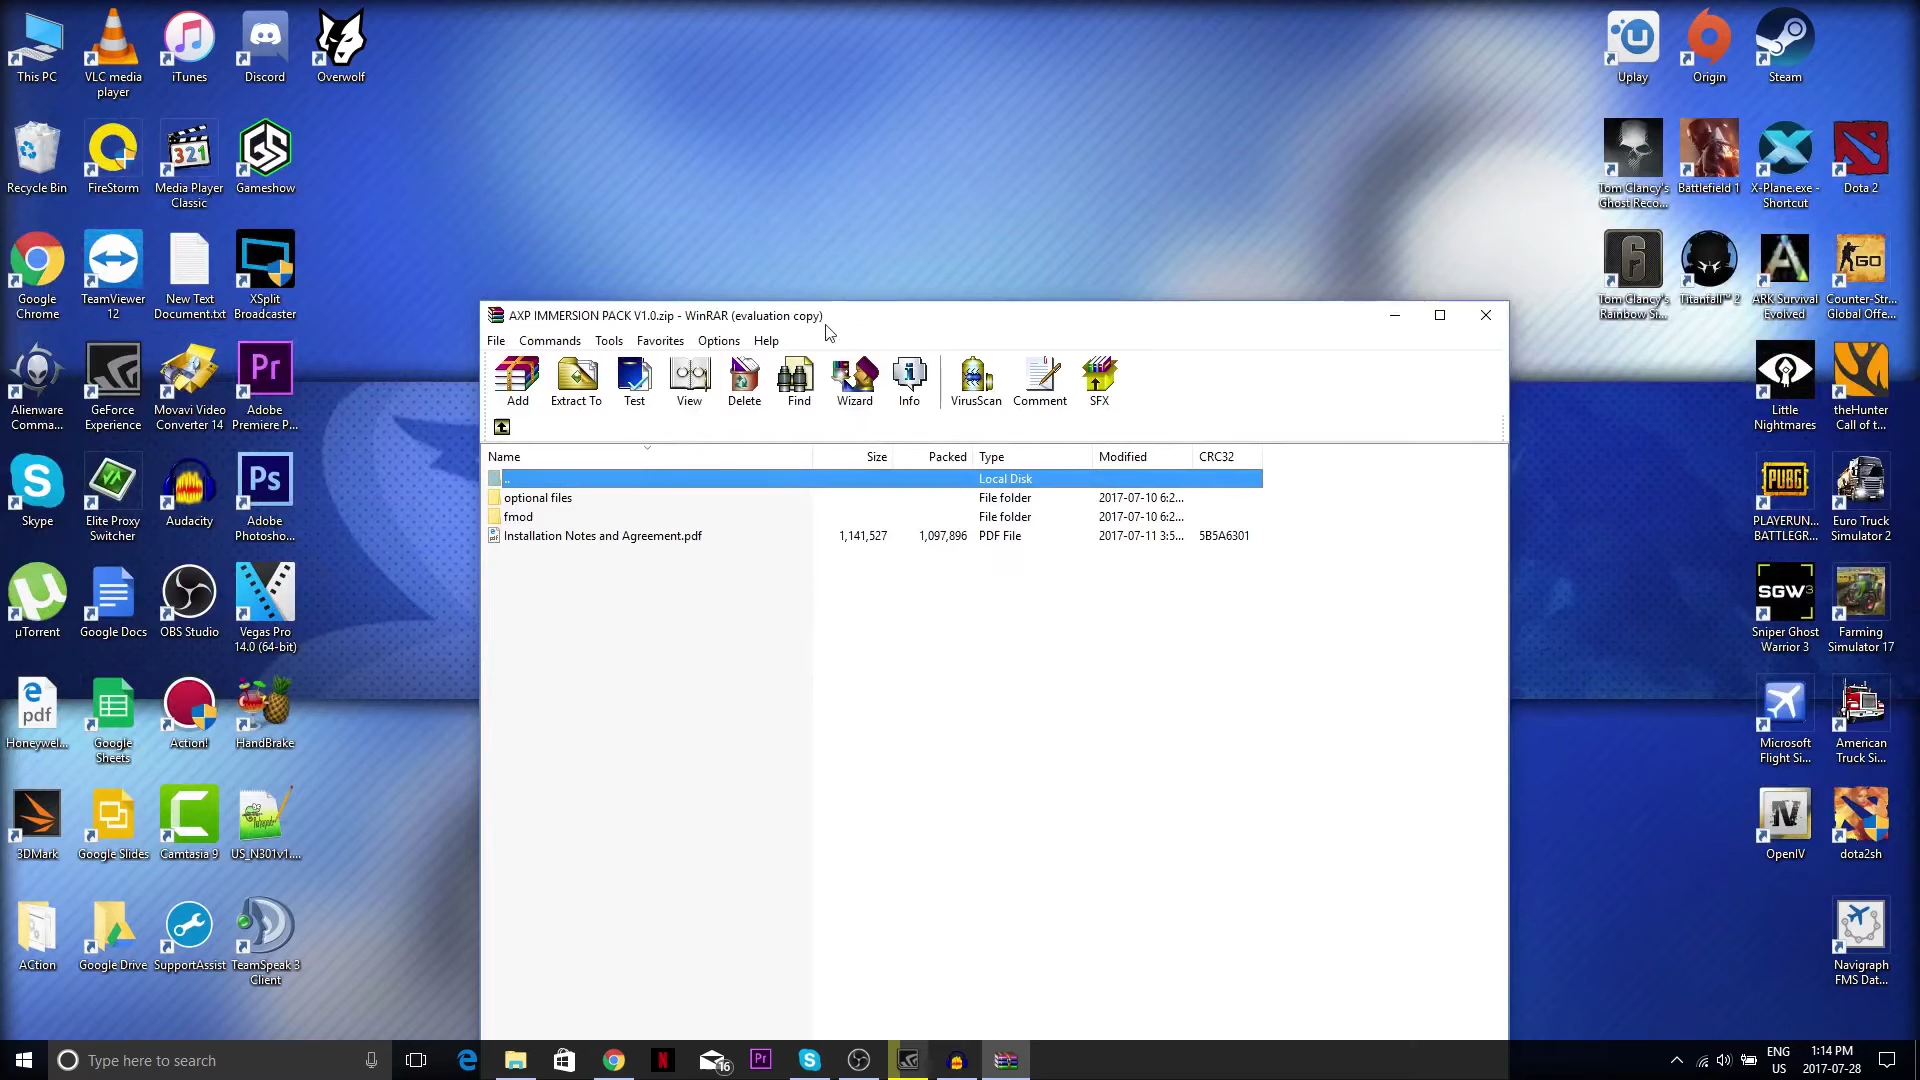 This PC
VLC media
player
iTunes
Discord
Overwolf
Uplay
Origin
Steam
Recycle Bin
FireStorm
321
Media Player
Classic
GS
Gameshow
Tom Clancy's
Ghost Reco...
Battlefield 1
X-Plane.exe -
Shortcut
Dota 2
Google
Chrome
TeamViewer
12
New Text
Document.txt
XSplit
Broadcaster
Tom Clancy's
Rainbow Si...
Titanfall™ 2
ARK Survival
Evolved
GO
Counter-Str...
Global Offe...
AXP IMMERSION PACK V1.0.zip - WinRAR (evaluation copy)
File
Commands
Tools
Favorites
Options
Help
Add
Extract To
Test
View
Delete
Find
Wizard
Info
VirusScan
Comment
SFX
Name
Size
Packed
Type
Modified
CRC32
..
Local Disk
optional files
File folder
2017-07-10 6:2...
fmod
File folder
2017-07-10 6:2...
Installation Notes and Agreement.pdf
1,141,527
1,097,896
PDF File
2017-07-11 3:5...
5B5A6301
Alienware
Comma...
GeForce
Experience
Movavi Video
Converter 14
Pr
Adobe
Premiere P...
Little
Nightmares
theHunter
Call of t...
Skype
Elite Proxy
Switcher
Audacity
Ps
Adobe
Photosho...
PUBG
PLAYERUN...
BATTLEGR...
Euro Truck
Simulator 2
µTorrent
Google Docs
OBS Studio
Vegas Pro
14.0 (64-bit)
SGW3
Sniper Ghost
Warrior 3
Farming
Simulator 17
pdf
Honeywel...
Google
Sheets
Action!
HandBrake
Microsoft
Flight Si...
American
Truck Si...
3DMark
Google Slides
Camtasia 9
US_N301v1....
OpenIV
dota2sh
ACtion
Google Drive
SupportAssist
TeamSpeak 3
Client
Navigraph
FMS Dat...
Type here to search
16
Pr
ENG
US
1:14 PM
2017-07-28